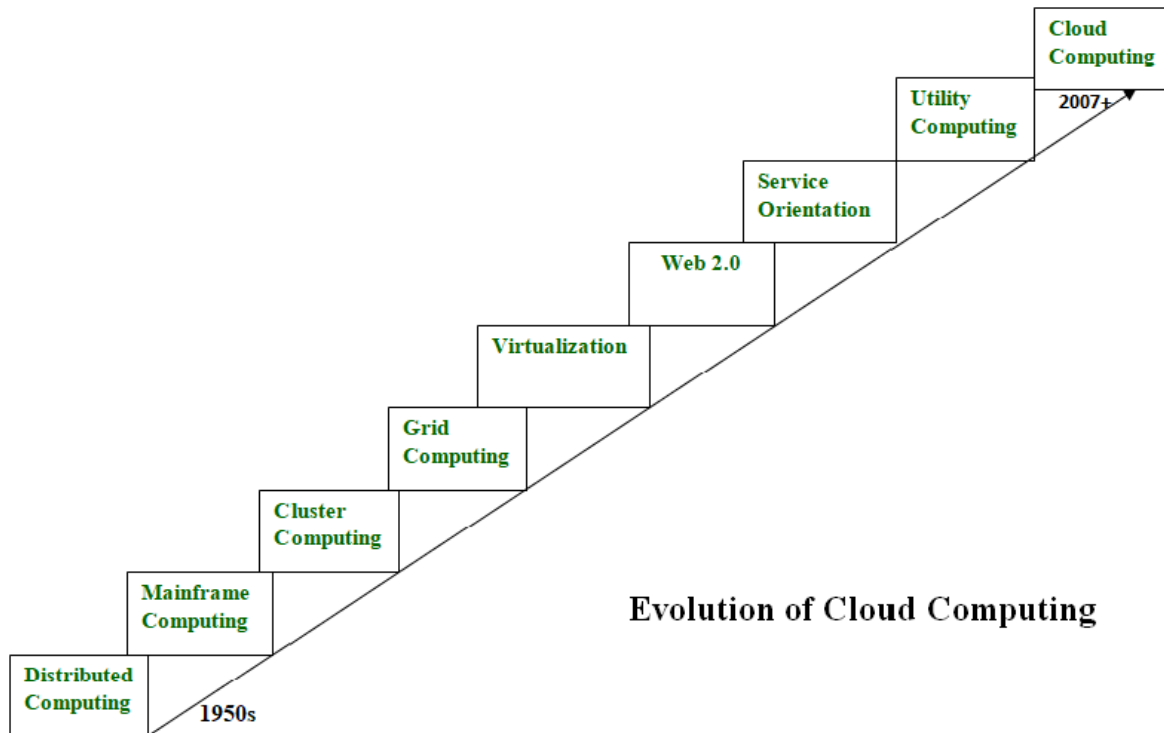 Cloud
Computing
2007+
Utility
Computing
Service
Orientation
Web 2.0
Virtualization
Grid
Computing
Cluster
Computing
Mainframe
Computing
Evolution of Cloud Computing
Distributed
Computing
1950s